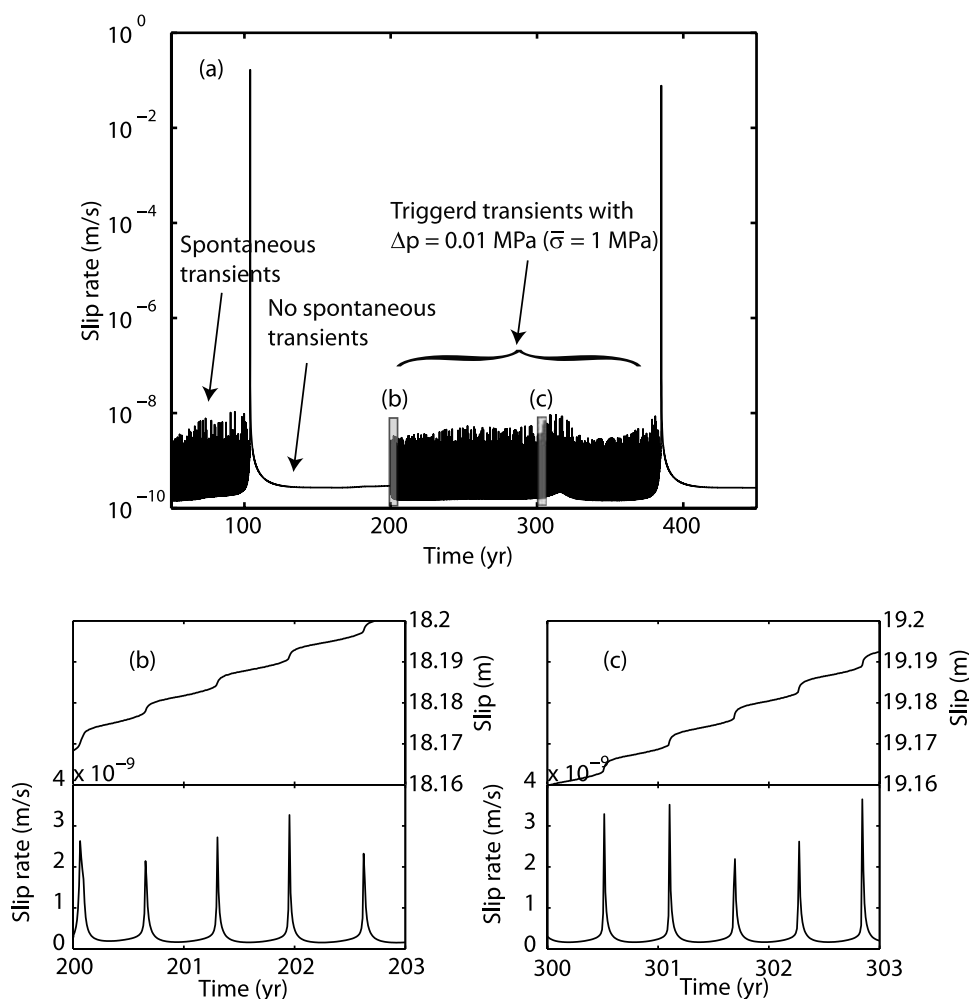 (a)
10^0
10^-2
10^-4
10^-6
10^-8
10^-10
Slip rate (m/s)
Spontaneous
transients
No spontaneous
transients
Triggerd transients with
Δp = 0.01 MPa (σ̅ = 1 MPa)
(b)
(c)
100
200
300
400
Time (yr)
(b)
18.2
18.19
18.18
18.17
18.16
Slip (m)
4 x 10^-9
3
2
1
0
Slip rate (m/s)
200
201
202
203
Time (yr)
(c)
19.2
19.19
19.18
19.17
19.16
Slip (m)
4 x 10^-9
3
2
1
0
Slip rate (m/s)
300
301
302
303
Time (yr)